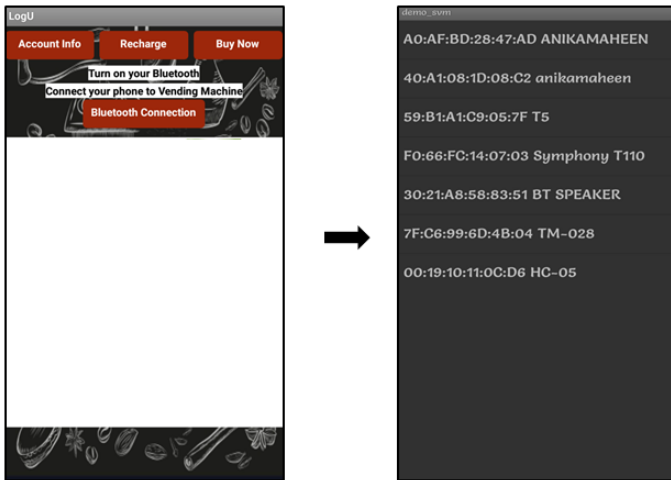 LogU
Account Info Recharge Buy Now
Turn on your Bluetooth
Connect your phone to Vending Machine
Bluetooth Connection
demo_svm
A0:AF:BD:28:47:AD ANIKAMAHEEN
40:A1:08:1D:08:C2 anikamaheen
59:B1:A1:C9:05:7F T5
F0:66:FC:14:07:03 Symphony T110
30:21:A8:58:83:51 BT SPEAKER
7F:C6:99:6D:4B:04 TM-028
00:19:10:11:0C:D6 HC-05